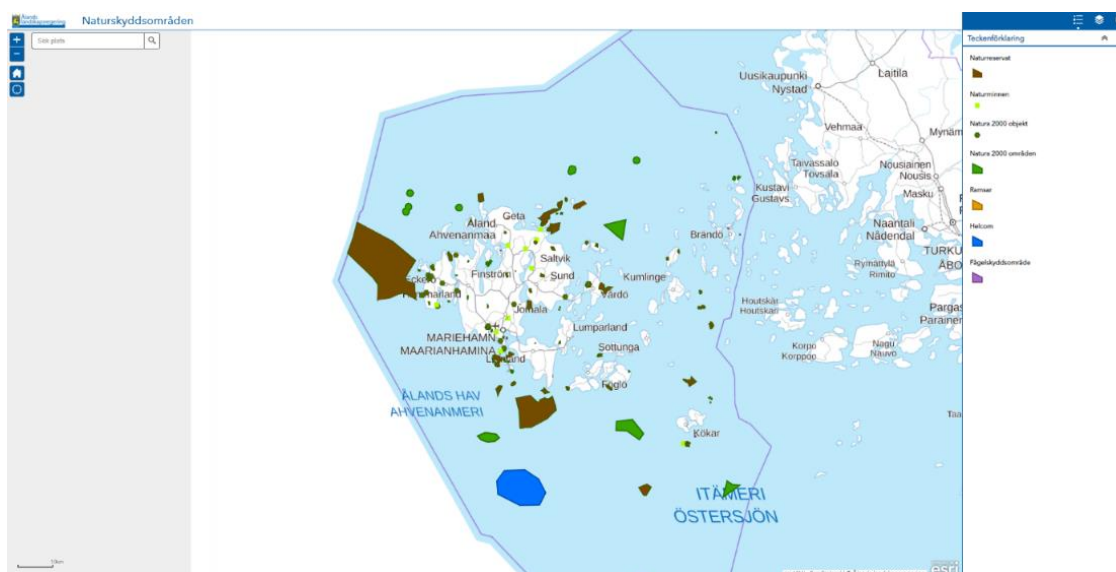 Ålands
landskapsregering
Naturskyddsområden
Sök plats
Teckenförklaring
Naturreservat
Naturminnen
Natura 2000 objekt
Natura 2000 områden
Ramsar
Helcom
Fågelskyddsområde
Uusikaupunki
Nystad
Laitila
Vehmaa
Mynäm
Taivassalo
Tövsala
Nousiainen
Nousis
Kustavi
Gustavs
Masku
Naantali
Nådendal
TURKU
ÅBO
Rymättylä
Rimito
Geta
Åland
Ahvenanmaa
Brändö
Saltvik
Finström
Sund
Kumlinge
Eckerö
Hammarland
Vårdö
Jomala
Houtskär
Houtskari
Pargas
Parainen
Lumparland
MARIEHAMN
MAARIANHAMINA
Korpo
Korppoo
Nagu
Nauvo
Sottunga
Lemland
Föglö
ÅLANDS HAV
AHVENANMERI
Kökar
Taa
ITÄMERI
ÖSTERSJÖN
10km
esri